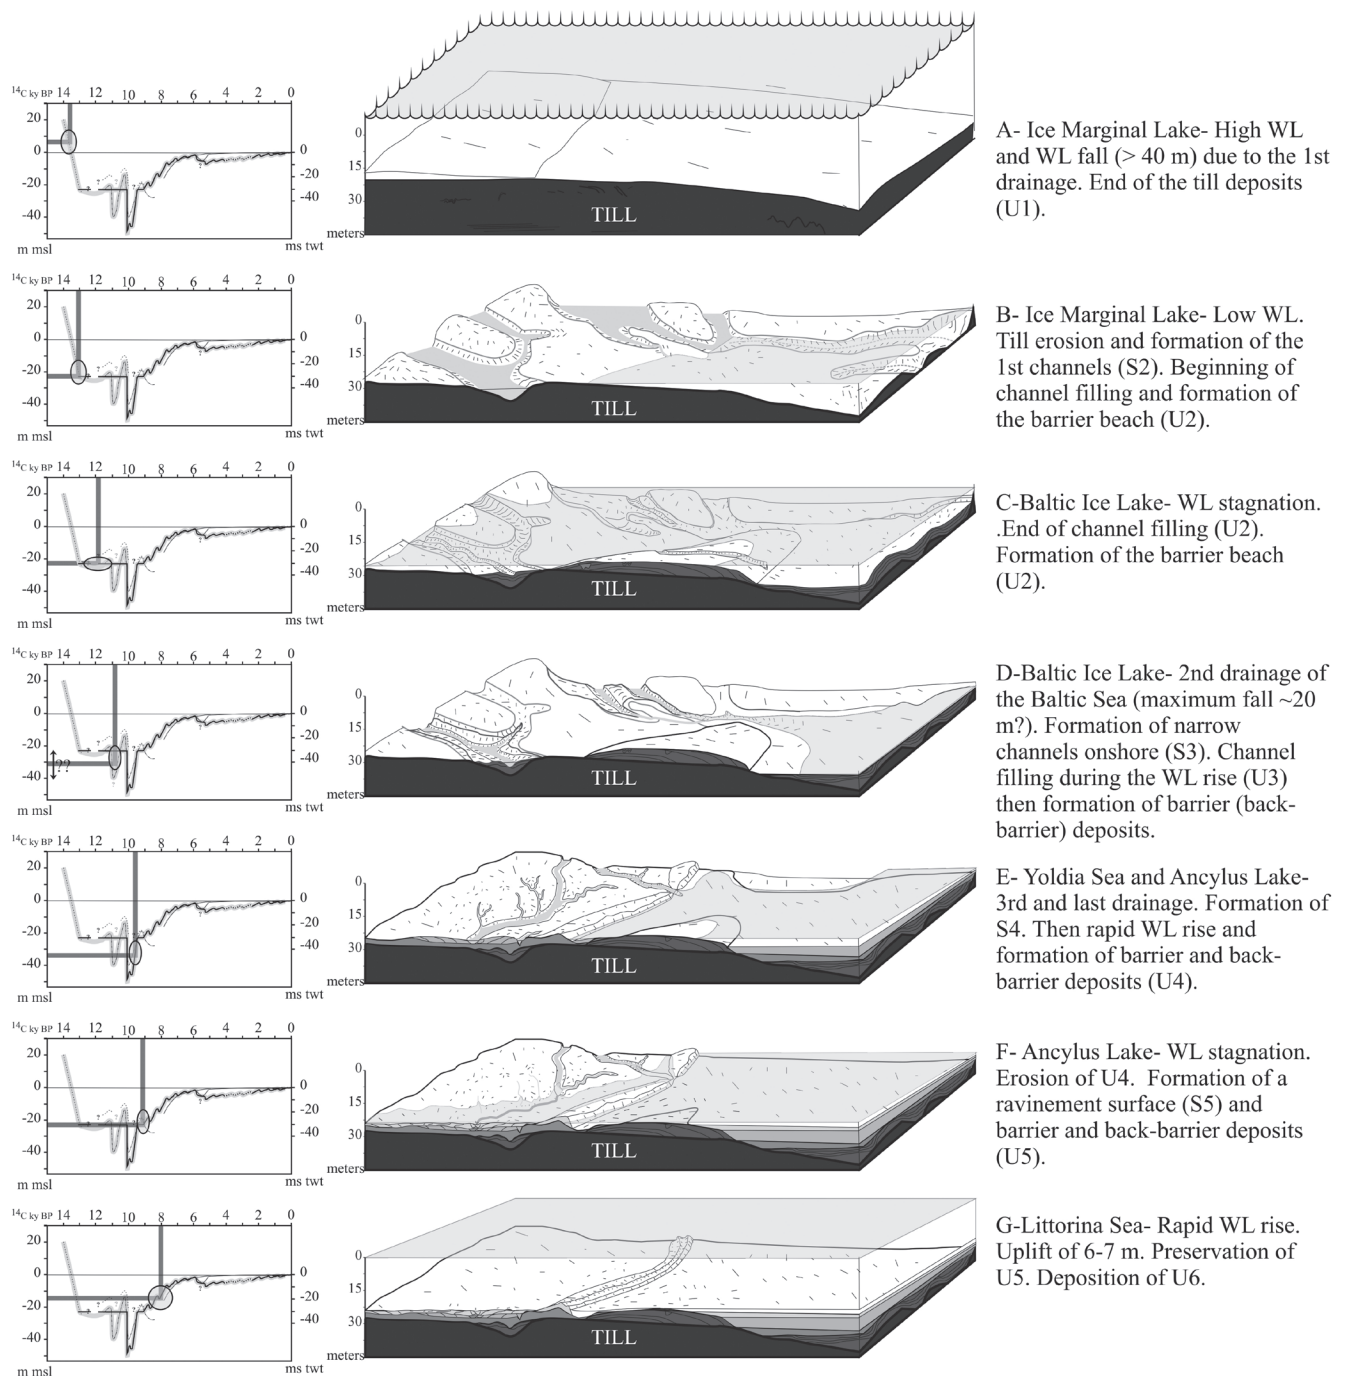 14C ky BP 14 12 10 8 6 4 2 0
20
0
-20
-40
m msl
0
-20
-40
ms twt
0
15
30
meters
TILL
A- Ice Marginal Lake- High WL
and WL fall (> 40 m) due to the 1st
drainage. End of the till deposits
(U1).
14C ky BP 14 12 10 8 6 4 2 0
20
0
-20
-40
m msl
0
-20
-40
ms twt
0
15
30
meters
TILL
B- Ice Marginal Lake- Low WL.
Till erosion and formation of the
1st channels (S2). Beginning of
channel filling and formation of
the barrier beach (U2).
14C ky BP 14 12 10 8 6 4 2 0
20
0
-20
-40
m msl
0
-20
-40
ms twt
0
15
30
meters
TILL
C-Baltic Ice Lake- WL stagnation.
.End of channel filling (U2).
Formation of the barrier beach
(U2).
14C ky BP 14 12 10 8 6 4 2 0
20
0
-20
-40
??
m msl
0
-20
-40
ms twt
0
15
30
meters
TILL
D-Baltic Ice Lake- 2nd drainage of
the Baltic Sea (maximum fall ~20
m?). Formation of narrow
channels onshore (S3). Channel
filling during the WL rise (U3)
then formation of barrier (back-
barrier) deposits.
14C ky BP 14 12 10 8 6 4 2 0
20
0
-20
-40
m msl
0
-20
-40
ms twt
0
15
30
meters
TILL
E- Yoldia Sea and Ancylus Lake-
3rd and last drainage. Formation of
S4. Then rapid WL rise and
formation of barrier and back-
barrier deposits (U4).
14C ky BP 14 12 10 8 6 4 2 0
20
0
-20
-40
m msl
0
-20
-40
ms twt
0
15
30
meters
TILL
F- Ancylus Lake- WL stagnation.
Erosion of U4. Formation of a
ravinement surface (S5) and
barrier and back-barrier deposits
(U5).
14C ky BP 14 12 10 8 6 4 2 0
20
0
-20
-40
m msl
0
-20
-40
ms twt
0
15
30
meters
TILL
G-Littorina Sea- Rapid WL rise.
Uplift of 6-7 m. Preservation of
U5. Deposition of U6.